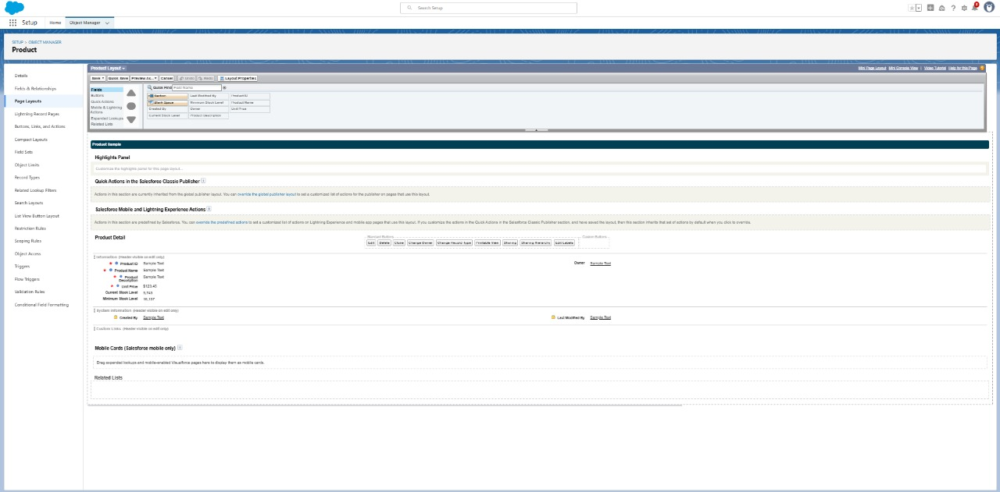 Search Setup
Setup
Home
Object Manager
SETUP > OBJECT MANAGER
Product
Details
Fields & Relationships
Page Layouts
Lightning Record Pages
Buttons, Links, and Actions
Compact Layouts
Field Sets
Object Limits
Record Types
Related Lookup Filters
Search Layouts
List View Button Layout
Restriction Rules
Scoping Rules
Object Access
Triggers
Flow Triggers
Validation Rules
Conditional Field Formatting
Product Layout
Mini Page Layout Mini Console View | Video Tutorial Help for this Page
Save Quick Save Preview As... Cancel Undo Redo Layout Properties
Fields
Buttons
Quick Actions
Mobile & Lightning Actions
Expanded Lookups
Related Lists
Quick Find Field Name
Section Last Modified By Product ID
Blank Space Minimum Stock Level Product Name
Created By Owner Unit Price
Current Stock Level Product Description
Product Sample
Highlights Panel
Customize the highlights panel for this page layout...
Quick Actions in the Salesforce Classic Publisher
Actions in this section are currently inherited from the global publisher layout. You can override the global publisher layout to set a customized list of actions for the publisher on pages that use this layout.
Salesforce Mobile and Lightning Experience Actions
Actions in this section are predefined by Salesforce. You can override the predefined actions to set a customized list of actions on Lightning Experience and mobile app pages that use this layout. If you customize the actions in the Quick Actions in the Salesforce Classic Publisher section, and have saved the layout, then this section inherits that set of actions by default when you click to override.
Product Detail
Standard Buttons
Edit Delete Clone Change Owner Change Record Type Printable View Sharing Sharing Hierarchy Edit Labels
Custom Buttons
Information (Header visible on edit only)
Product ID Sample Text
Owner Sample Text
Product Name Sample Text
Product Description Sample Text
Unit Price $123.45
Current Stock Level 5,743
Minimum Stock Level 16,137
System Information (Header visible on edit only)
Created By Sample Text
Last Modified By Sample Text
Custom Links (Header visible on edit only)
Mobile Cards (Salesforce mobile only)
Drag expanded lookups and mobile-enabled Visualforce pages here to display them as mobile cards.
Related Lists